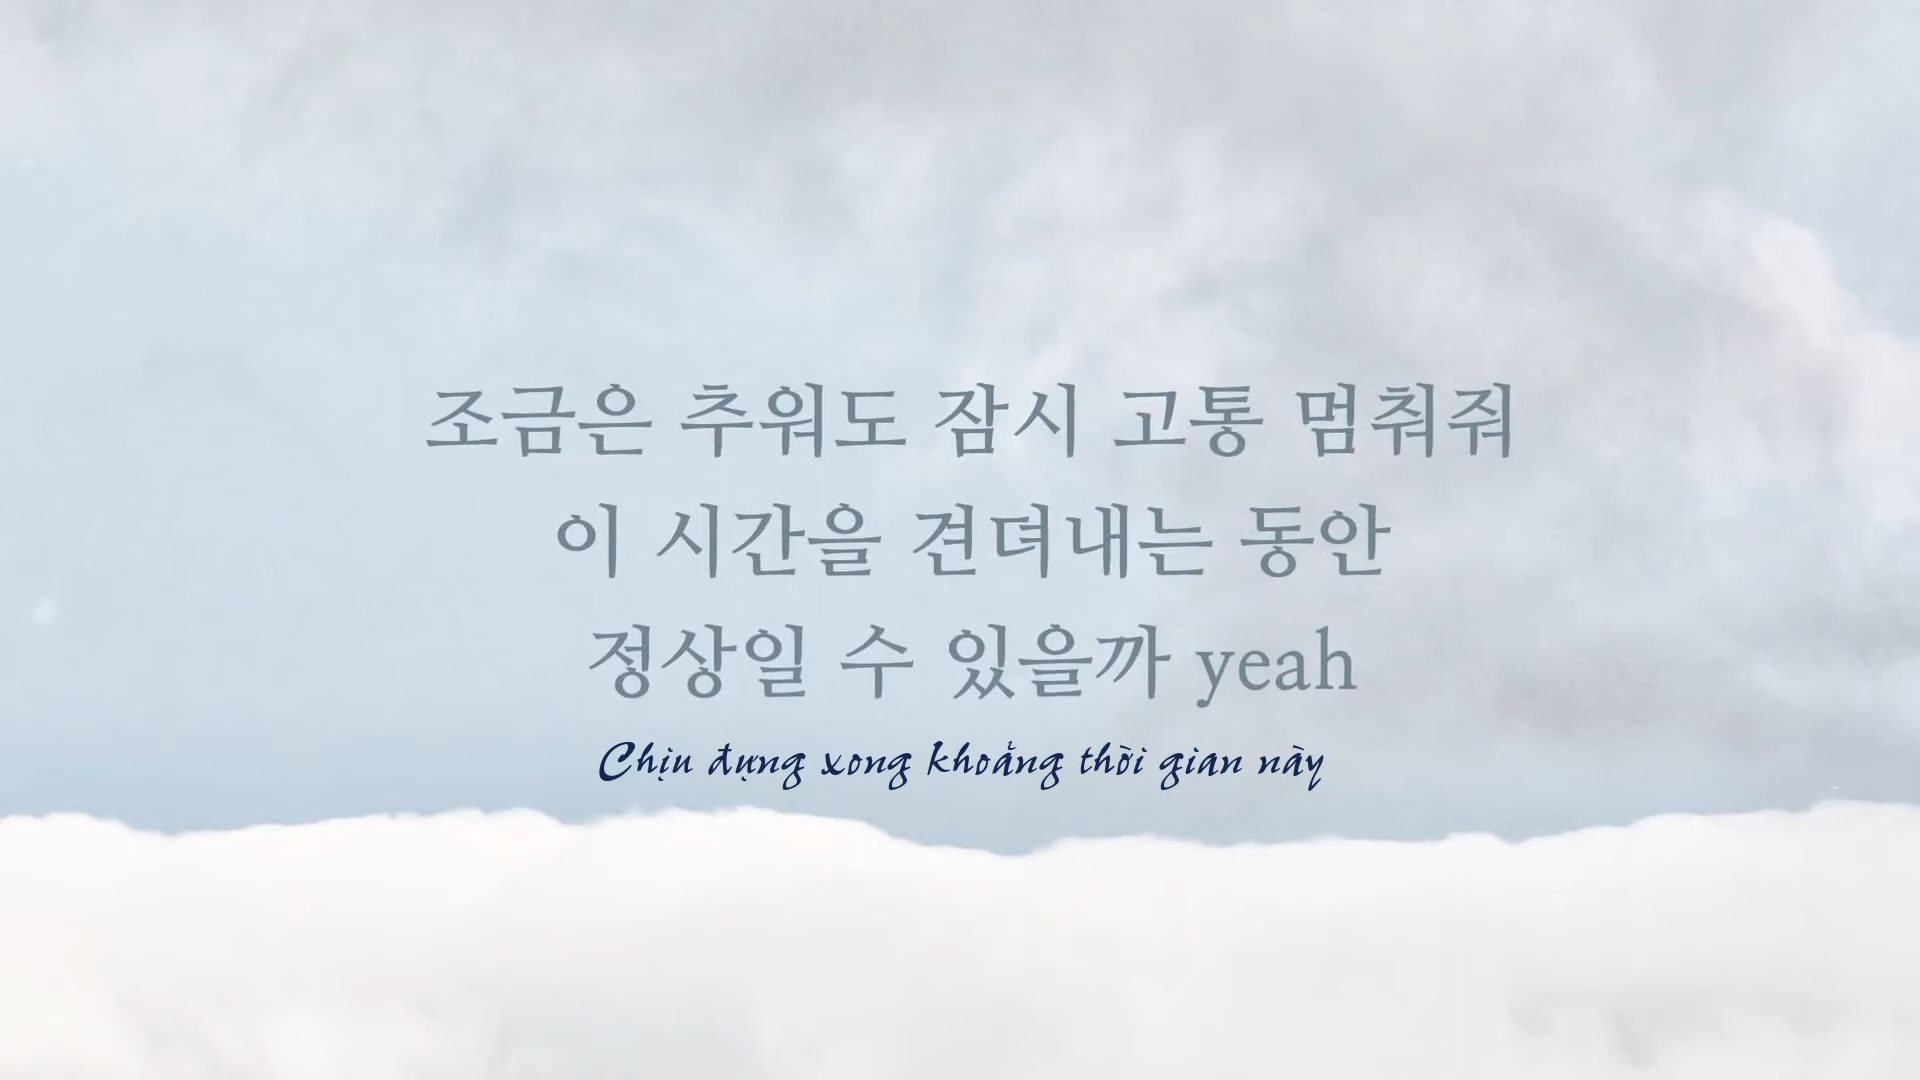 조금은 추워도 잠시 고통 멈춰줘
이 시간을 견뎌내는 동안
정상일 수 있을까 yeah
Chịu đựng xong khoảng thời gian này